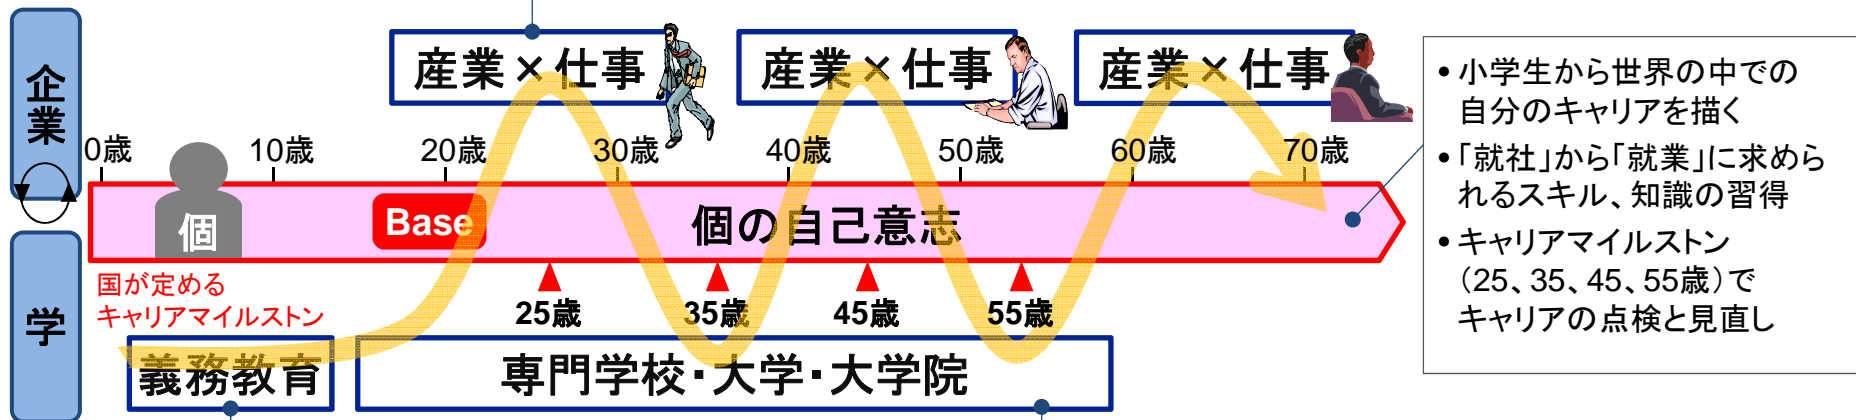 企業
産業×仕事
産業×仕事
産業×仕事
0歳
10歳
20歳
30歳
40歳
50歳
60歳
70歳
個
Base
個の自己意志
国が定める
キャリアマイルストン
25歳
35歳
45歳
55歳
学
義務教育
専門学校・大学・大学院
•小学生から世界の中での
自分のキャリアを描く
•「就社」から「就業」に求めら
れるスキル、知識の習得
•キャリアマイルストン
（25、35、45、55歳）で
キャリアの点検と見直し